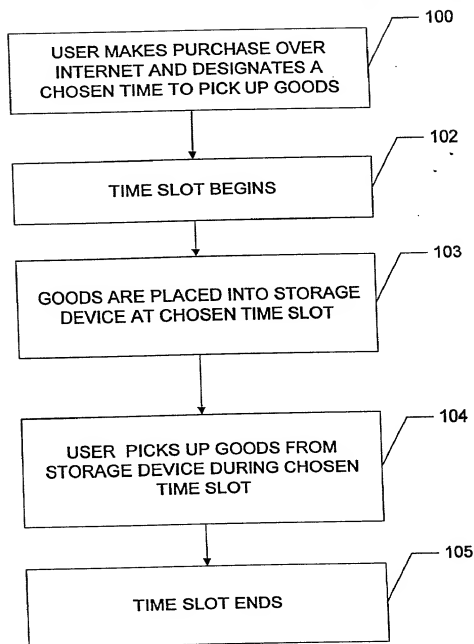 100
USER MAKES PURCHASE OVER
INTERNET AND DESIGNATES A
CHOSEN TIME TO PICK UP GOODS
102
TIME SLOT BEGINS
103
GOODS ARE PLACED INTO STORAGE
DEVICE AT CHOSEN TIME SLOT
104
USER PICKS UP GOODS FROM
STORAGE DEVICE DURING CHOSEN
TIME SLOT
105
TIME SLOT ENDS